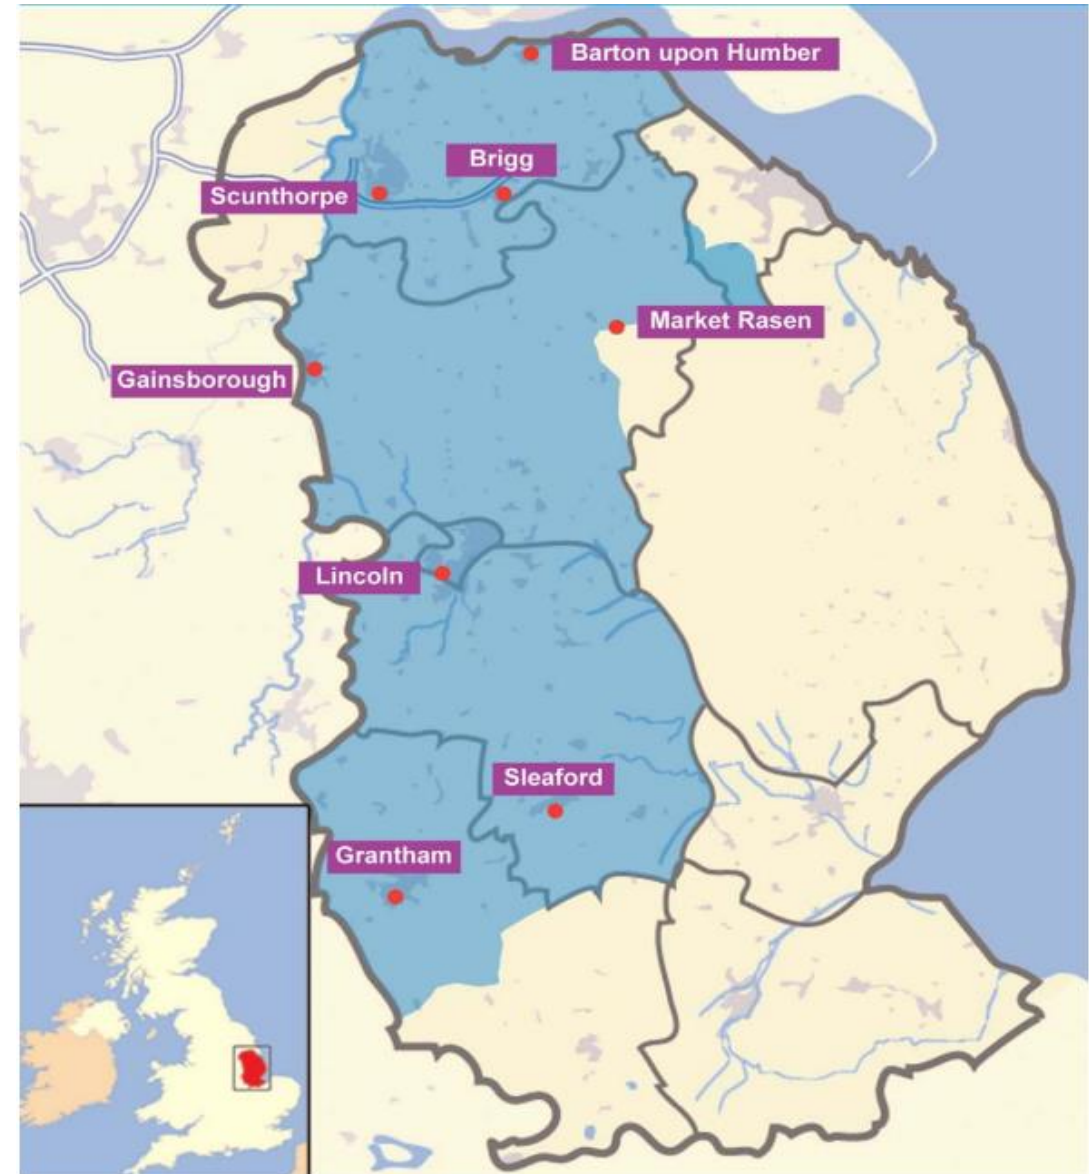 Barton upon Humber
Brigg
Scunthorpe
Market Rasen
Gainsborough
Lincoln
Sleaford
Grantham